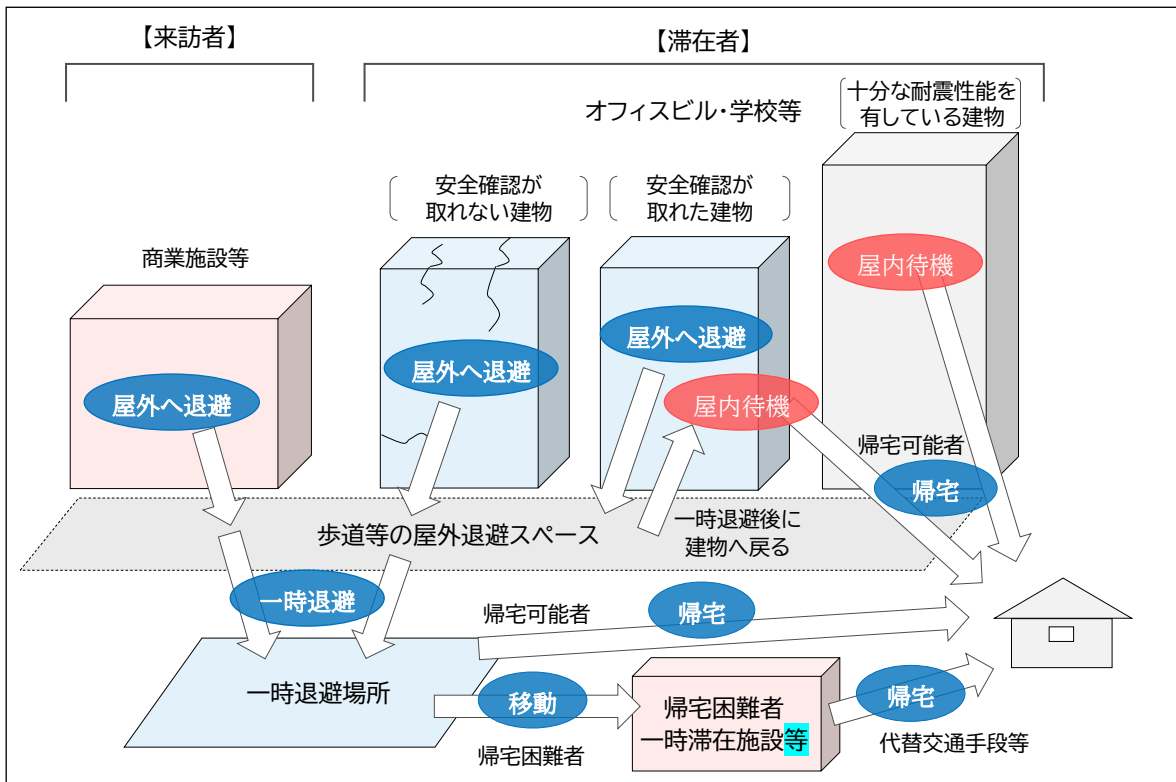 【来訪者】
【滞在者】
オフィスビル・学校等
十分な耐震性能を
有している建物
安全確認が
取れない建物
安全確認が
取れた建物
商業施設等
屋内待機
屋外へ退避
屋外へ退避
屋外へ退避
屋内待機
帰宅可能者
帰宅
歩道等の屋外退避スペース
一時退避後に
建物へ戻る
一時退避
帰宅可能者
帰宅
一時退避場所
移動
帰宅困難者
帰宅困難者
一時滞在施設等
帰宅
代替交通手段等